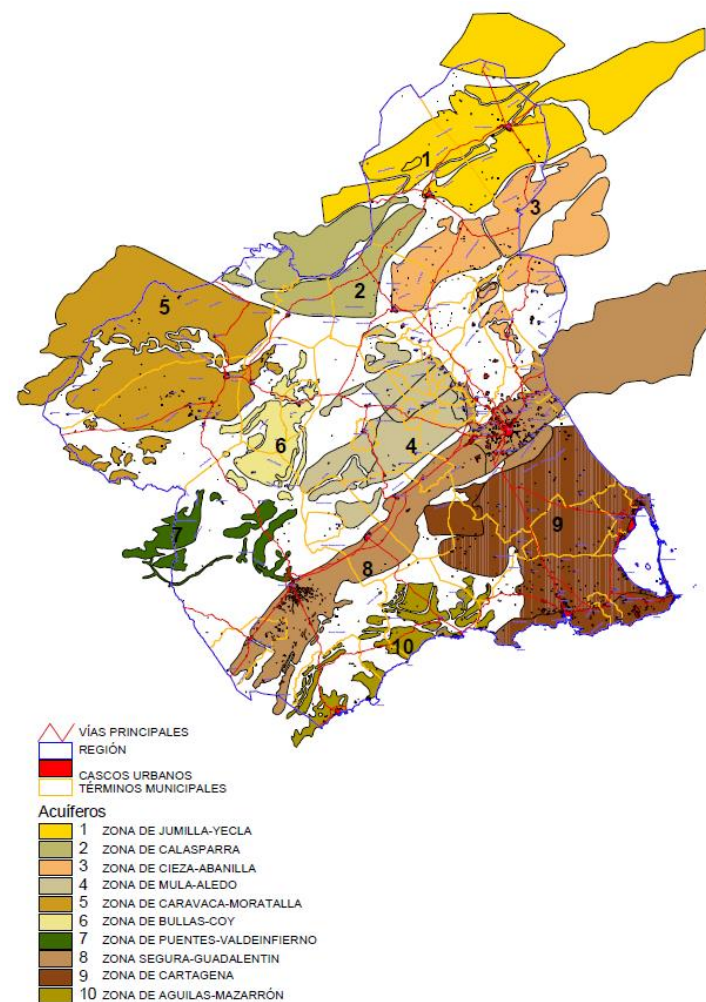 1
3
2
5
4
6
9
7
8
10
VÍAS PRINCIPALES
REGIÓN
CASCOS URBANOS
TÉRMINOS MUNICIPALES
Acuíferos
1 ZONA DE JUMILLA-YECLA
2 ZONA DE CALASPARRA
3 ZONA DE CIEZA-ABANILLA
4 ZONA DE MULA-ALEDO
5 ZONA DE CARAVACA-MORATALLA
6 ZONA DE BULLAS-COY
7 ZONA DE PUENTES-VALDEINFIERNO
8 ZONA SEGURA-GUADALENTIN
9 ZONA DE CARTAGENA
10 ZONA DE AGUILAS-MAZARRÓN